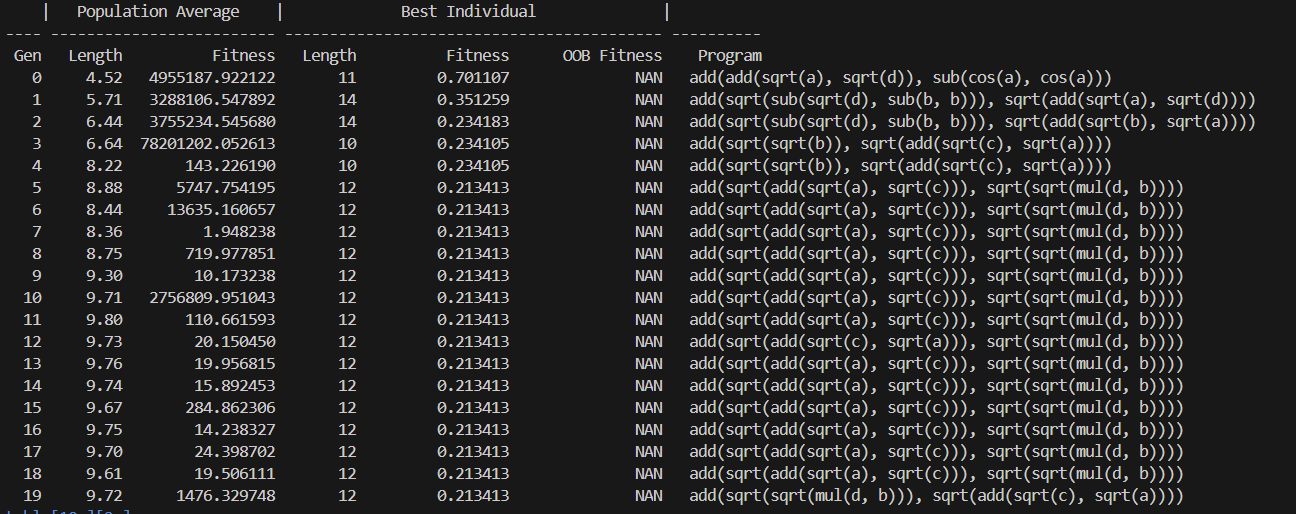 |   Population Average    |             Best Individual              |
---- ------------------------- ------------------------------------------ ----------
Gen   Length          Fitness   Length          Fitness      OOB Fitness    Program
0     4.52   4955187.922122       11         0.701107              NAN   add(add(sqrt(a), sqrt(d)), sub(cos(a), cos(a)))
1     5.71   3288106.547892       14         0.351259              NAN   add(sqrt(sub(sqrt(d), sub(b, b))), sqrt(add(sqrt(a), sqrt(d))))
2     6.44   3755234.545680       14         0.234183              NAN   add(sqrt(sub(sqrt(d), sub(b, b))), sqrt(add(sqrt(b), sqrt(a))))
3     6.64  78201202.052613       10         0.234105              NAN   add(sqrt(sqrt(b)), sqrt(add(sqrt(c), sqrt(a))))
4     8.22       143.226190       10         0.234105              NAN   add(sqrt(sqrt(b)), sqrt(add(sqrt(c), sqrt(a))))
5     8.88      5747.754195       12         0.213413              NAN   add(sqrt(add(sqrt(a), sqrt(c))), sqrt(sqrt(mul(d, b))))
6     8.44     13635.160657       12         0.213413              NAN   add(sqrt(add(sqrt(a), sqrt(c))), sqrt(sqrt(mul(d, b))))
7     8.36         1.948238       12         0.213413              NAN   add(sqrt(add(sqrt(a), sqrt(c))), sqrt(sqrt(mul(d, b))))
8     8.75       719.977851       12         0.213413              NAN   add(sqrt(add(sqrt(a), sqrt(c))), sqrt(sqrt(mul(d, b))))
9     9.30        10.173238       12         0.213413              NAN   add(sqrt(add(sqrt(a), sqrt(c))), sqrt(sqrt(mul(d, b))))
10     9.71   2756809.951043       12         0.213413              NAN   add(sqrt(add(sqrt(a), sqrt(c))), sqrt(sqrt(mul(d, b))))
11     9.80       110.661593       12         0.213413              NAN   add(sqrt(add(sqrt(a), sqrt(c))), sqrt(sqrt(mul(d, b))))
12     9.73        20.150450       12         0.213413              NAN   add(sqrt(add(sqrt(c), sqrt(a))), sqrt(sqrt(mul(d, b))))
13     9.76        19.956815       12         0.213413              NAN   add(sqrt(add(sqrt(a), sqrt(c))), sqrt(sqrt(mul(d, b))))
14     9.74        15.892453       12         0.213413              NAN   add(sqrt(add(sqrt(a), sqrt(c))), sqrt(sqrt(mul(d, b))))
15     9.67       284.862306       12         0.213413              NAN   add(sqrt(add(sqrt(a), sqrt(c))), sqrt(sqrt(mul(d, b))))
16     9.75        14.238327       12         0.213413              NAN   add(sqrt(add(sqrt(a), sqrt(c))), sqrt(sqrt(mul(d, b))))
17     9.70        24.398702       12         0.213413              NAN   add(sqrt(add(sqrt(a), sqrt(c))), sqrt(sqrt(mul(d, b))))
18     9.61        19.506111       12         0.213413              NAN   add(sqrt(add(sqrt(a), sqrt(c))), sqrt(sqrt(mul(d, b))))
19     9.72      1476.329748       12         0.213413              NAN   add(sqrt(sqrt(mul(d, b))), sqrt(add(sqrt(c), sqrt(a))))